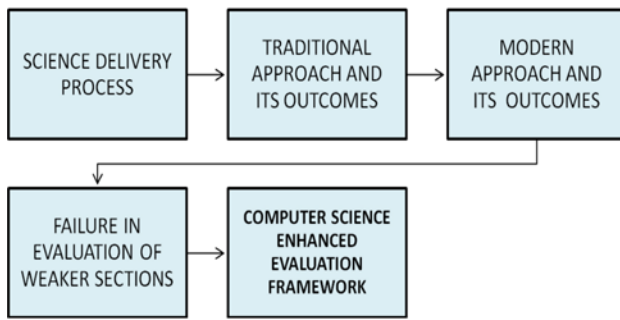 SCIENCE DELIVERY
PROCESS
TRADITIONAL
APPROACH AND
ITS OUTCOMES
MODERN
APPROACH AND
ITS OUTCOMES
FAILURE IN
EVALUATION OF
WEAKER SECTIONS
COMPUTER SCIENCE
ENHANCED
EVALUATION
FRAMEWORK